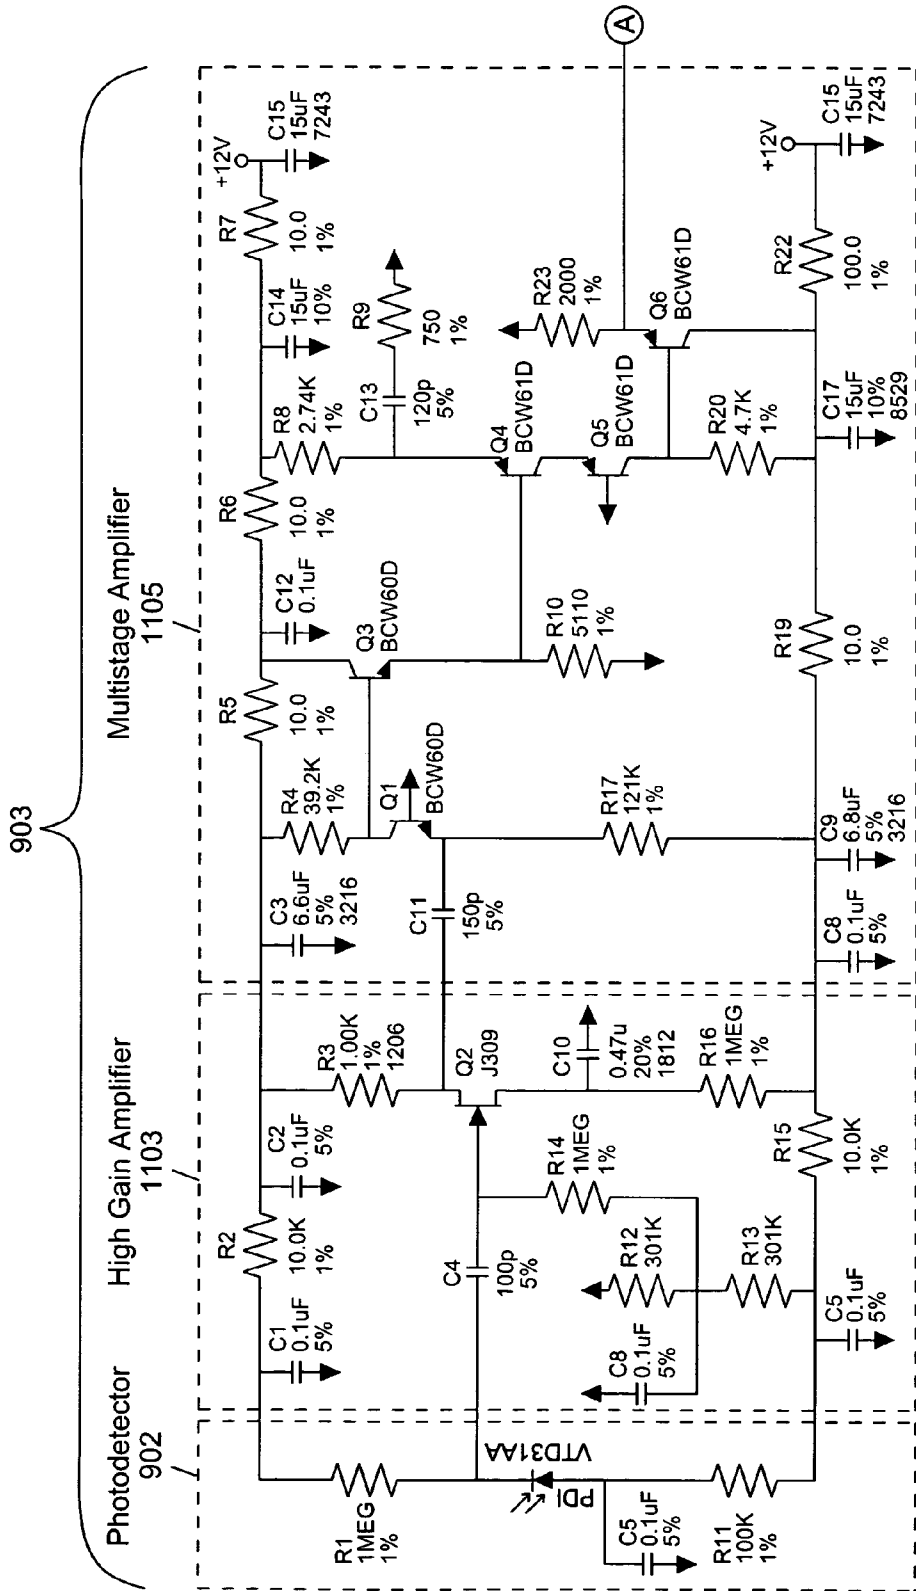 903
Photodetector
902
High Gain Amplifier
1103
Multistage Amplifier
1105
R1
1MEG
1%
C1
0.1uF
5%
R2
10.0K
1%
C2
0.1uF
5%
R3
1.00K
1%
1206
C3
6.6uF
5%
3216
R4
39.2K
1%
R5
10.0
1%
C12
0.1uF
R6
10.0
1%
R8
2.74K
1%
C14
15uF
10%
R7
10.0
1%
+12V
C15
15uF
7243
PDI
VTD31AA
C5
0.1uF
5%
R11
100K
1%
C4
100p
5%
C8
0.1uF
5%
R12
301K
R13
301K
R14
1MEG
1%
C5
0.1uF
5%
R15
10.0K
1%
Q2
J309
C10
0.47u
20%
1812
R16
1MEG
1%
C11
150p
5%
Q1
BCW60D
R17
121K
1%
C8
0.1uF
5%
C9
6.8uF
5%
3216
Q3
BCW60D
R10
5110
1%
R19
10.0
1%
C13
120p
5%
R9
750
1%
Q4
BCW61D
Q5
BCW61D
R20
4.7K
1%
C17
15uF
10%
8529
R23
2000
1%
Q6
BCW61D
R22
100.0
1%
+12V
C15
15uF
7243
A